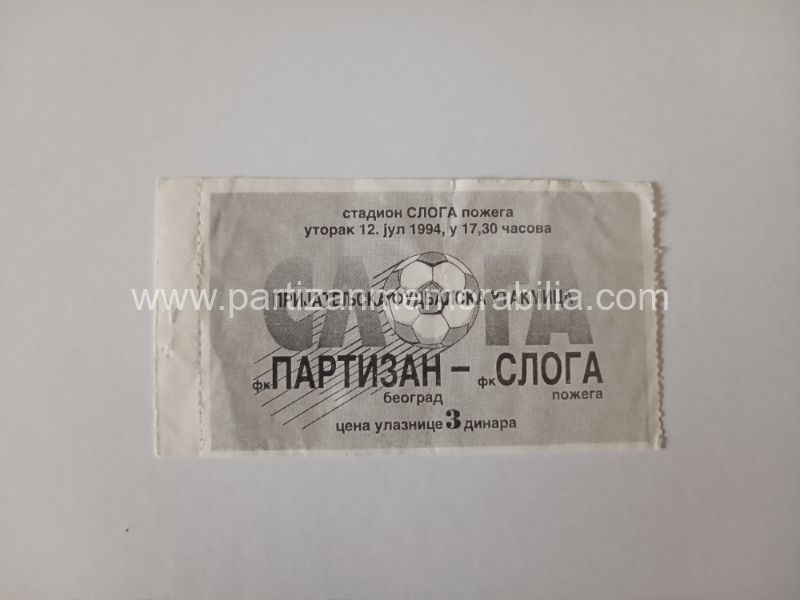 стадион СЛОГА пожега
уторак 12. јул 1994, у 17,30 часова
СЛОГА
ПРИЈАТЕЉСКА ФУДБАЛСКА УТАКМИЦА
www.partizanmemorabilia.com
фк ПАРТИЗАН – фк СЛОГА
београд пожега
цена улазнице 3 динара